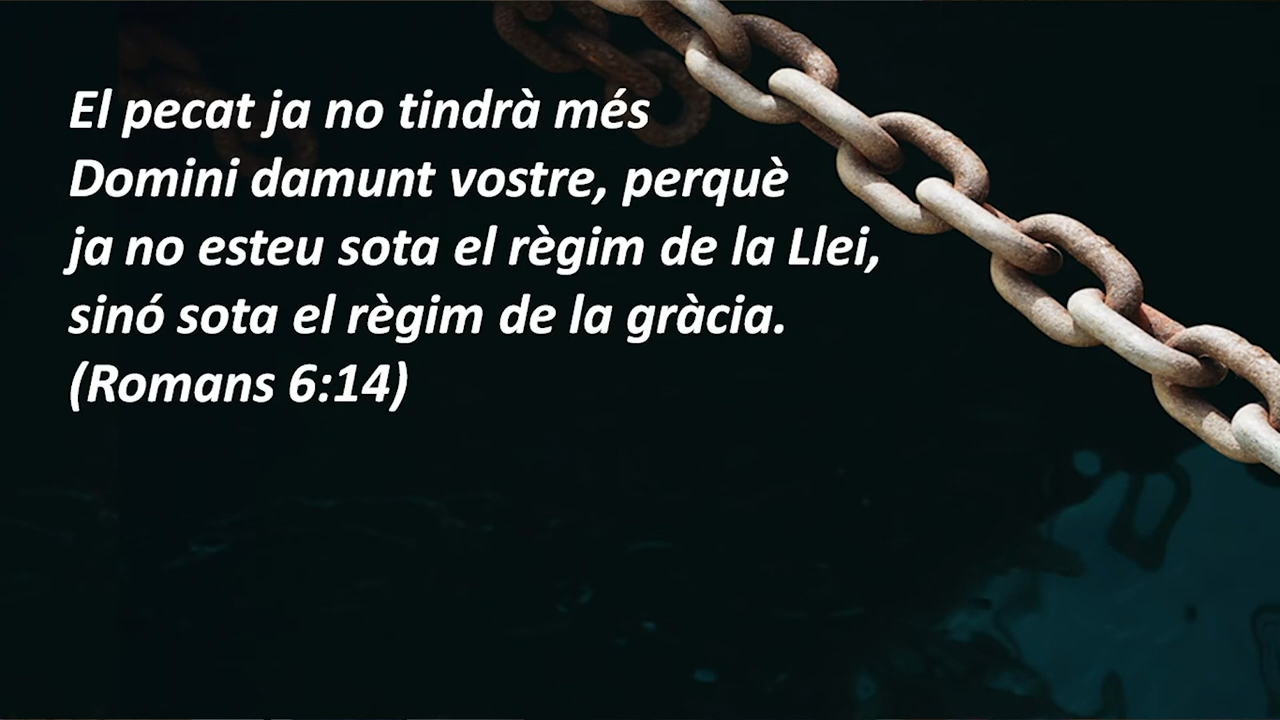 El pecat ja no tindrà més
Domini damunt vostre, perquè
ja no esteu sota el règim de la Llei,
sinó sota el règim de la gràcia.
(Romans 6:14)